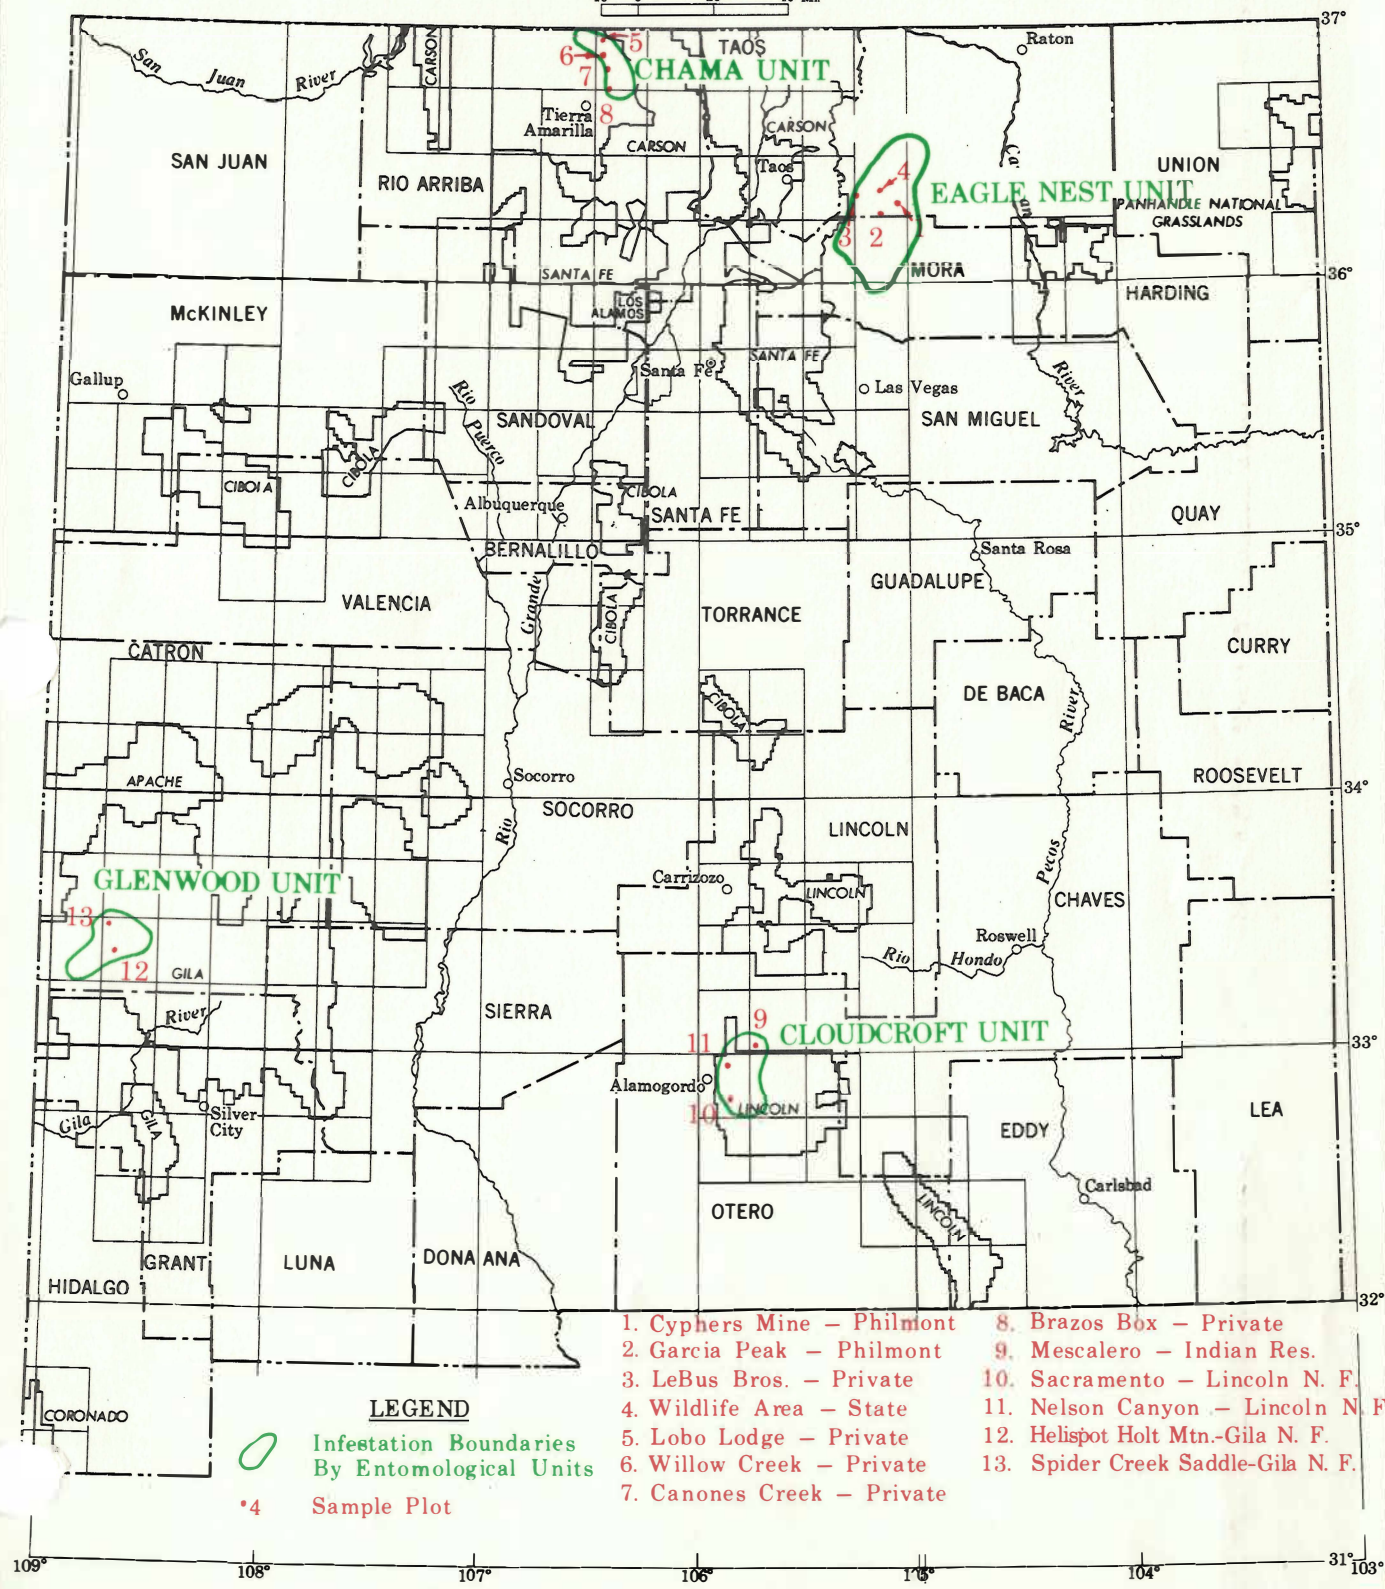 37°
TAOS
Raton
CARSON
5
6
7
CHAMA UNIT
San Juan River
8
Tierra
Amarilla
CARSON
CARSON
SAN JUAN
Taos
UNION
RIO ARRIBA
4
EAGLE NEST UNIT
PANHANDLE NATIONAL
GRASSLANDS
3
2
1
MORA
36°
SANTA FE
HARDING
LOS
ALAMOS
McKINLEY
SANTA FE
Santa Fe
Gallup
Las Vegas
River
Rio Puerco
SANDOVAL
SAN MIGUEL
CIBOLA
CIBOLA
CIBOLA
Albuquerque
SANTA FE
QUAY
35°
BERNALILLO
Santa Rosa
GUADALUPE
VALENCIA
Grande
CIBOLA
TORRANCE
CURRY
CATRON
DE BACA
CIBOLA
River
APACHE
Socorro
ROOSEVELT
34°
SOCORRO
LINCOLN
Rio
Pecos
GLENWOOD UNIT
Carrizozo
LINCOLN
CHAVES
13
Roswell
Rio Hondo
12
GILA
River
SIERRA
9
CLOUDCROFT UNIT
11
33°
Alamogordo
10
LINCOLN
Gila
GILA
Silver
City
LEA
EDDY
Carlsbad
LINCOLN
OTERO
GRANT
LUNA
DONA ANA
HIDALGO
32°
CORONADO
1. Cyphers Mine – Philmont
2. Garcia Peak – Philmont
3. LeBus Bros. – Private
4. Wildlife Area – State
5. Lobo Lodge – Private
6. Willow Creek – Private
7. Canones Creek – Private
8. Brazos Box – Private
9. Mescalero – Indian Res.
10. Sacramento – Lincoln N. F.
11. Nelson Canyon – Lincoln N. F
12. Helispot Holt Mtn.-Gila N. F.
13. Spider Creek Saddle-Gila N. F.
LEGEND
Infestation Boundaries
By Entomological Units
•4 Sample Plot
31°
109°
108°
107°
106°
104°
103°